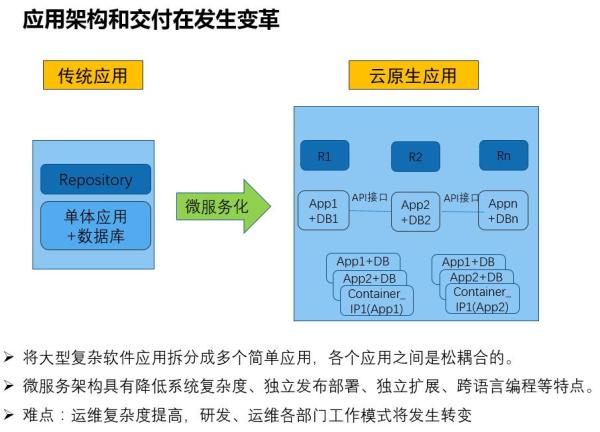 应用架构和交付在发生变革
传统应用
云原生应用
Repository
单体应用
+数据库
微服务化
R1
R2
Rn
App1
+DB1
API接口
App2
+DB2
API接口
Appn
+DBn
App1+DB
App2+DB
Container_
IP1(App1)
App1+DB
App2+DB
Container_
IP1(App2)
➢ 将大型复杂软件应用拆分成多个简单应用，各个应用之间是松耦合的。
➢ 微服务架构具有降低系统复杂度、独立发布部署、独立扩展、跨语言编程等特点。
➢ 难点：运维复杂度提高，研发、运维各部门工作模式将发生转变